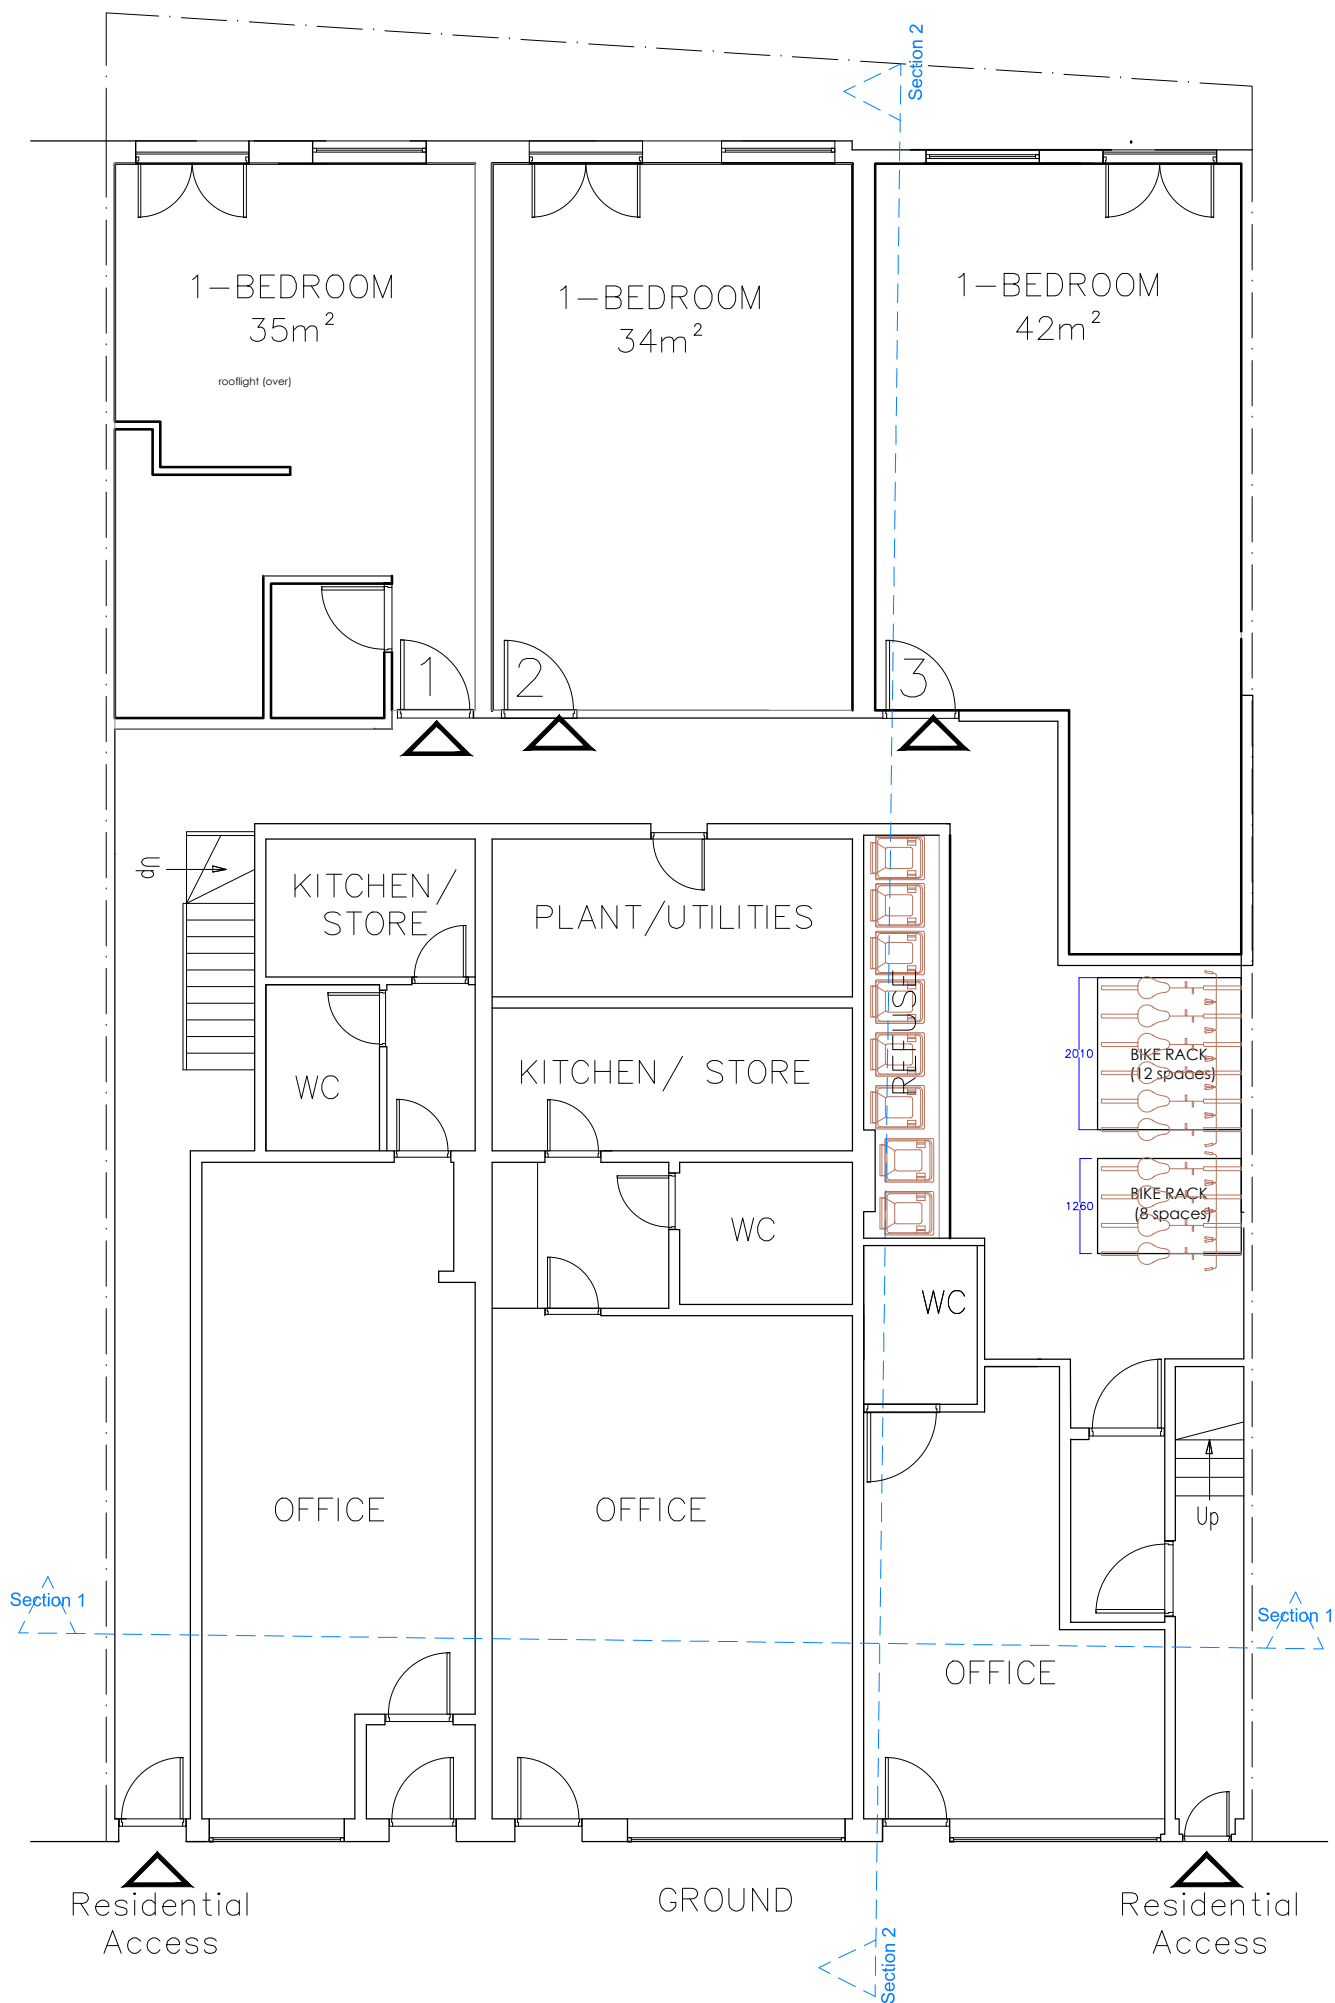 Section 2
1-BEDROOM
35m²
1-BEDROOM
34m²
1-BEDROOM
42m²
rooflight (over)
1
2
3
dn
KITCHEN/
STORE
PLANT/UTILITIES
REFUSE
KITCHEN/ STORE
WC
2010
BIKE RACK
(12 spaces)
1260
BIKE RACK
(8 spaces)
WC
WC
OFFICE
OFFICE
Up
Section 1
Section 1
OFFICE
Residential
Access
GROUND
Residential
Access
Section 2